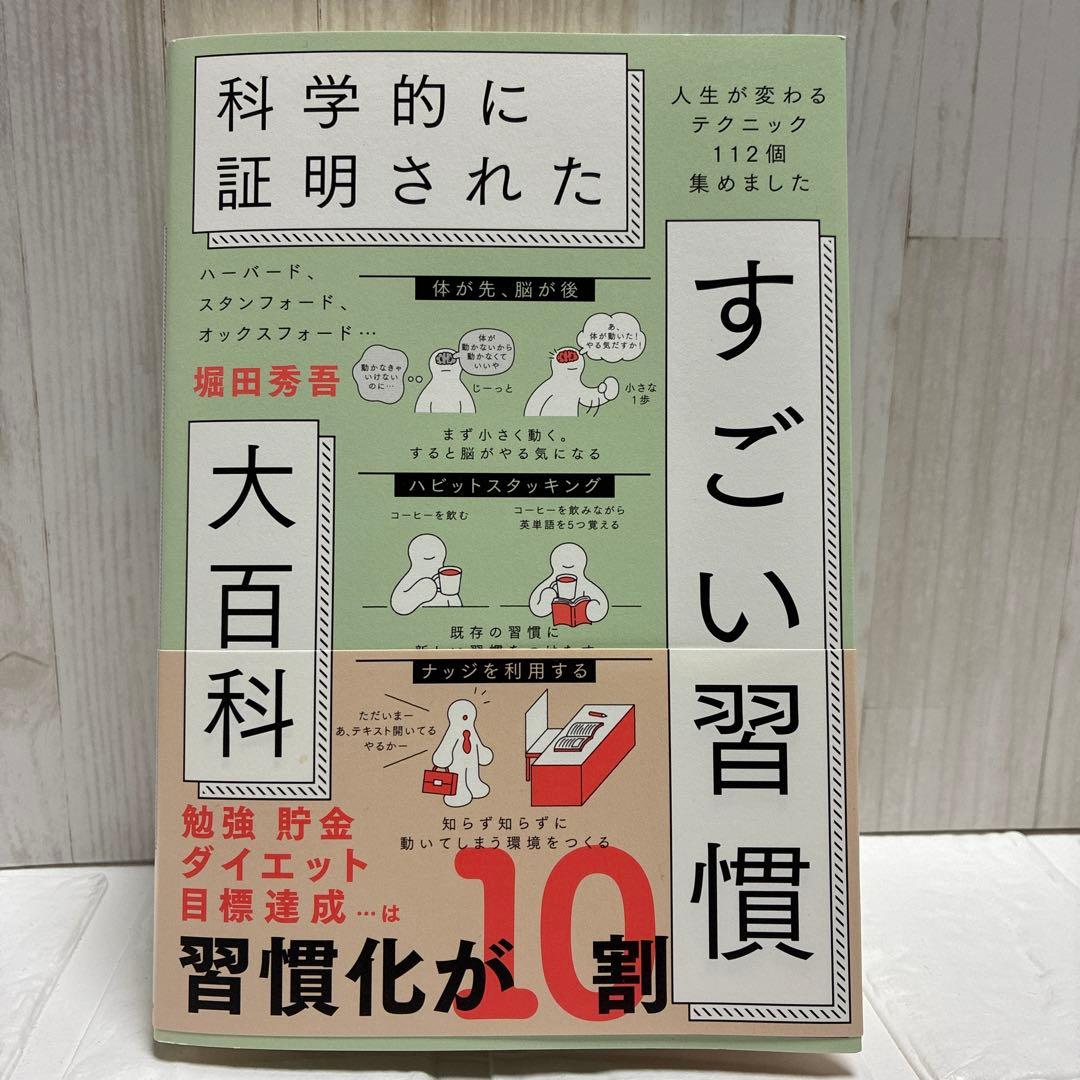 科学的に
証明された
人生が変わる
テクニック
112個
集めました
すごい習慣
大百科
ハーバード、
スタンフォード、
オックスフォード…
堀田秀吾
体が先、脳が後
動かなきゃ
いけない
のに…
体が
動かないから
動かなくて
いいや
じーっと
あ、
体が動いた!
やる気だすか!
小さな
1歩
まず小さく動く。
すると脳がやる気になる
ハビットスタッキング
コーヒーを飲む
コーヒーを飲みながら
英単語を5つ覚える
既存の習慣に
ナッジを利用する
ただいまー
あ、テキスト開いてる
やるかー
知らず知らずに
動いてしまう環境をつくる
勉強 貯金
ダイエット
目標達成…は
習慣化が10割